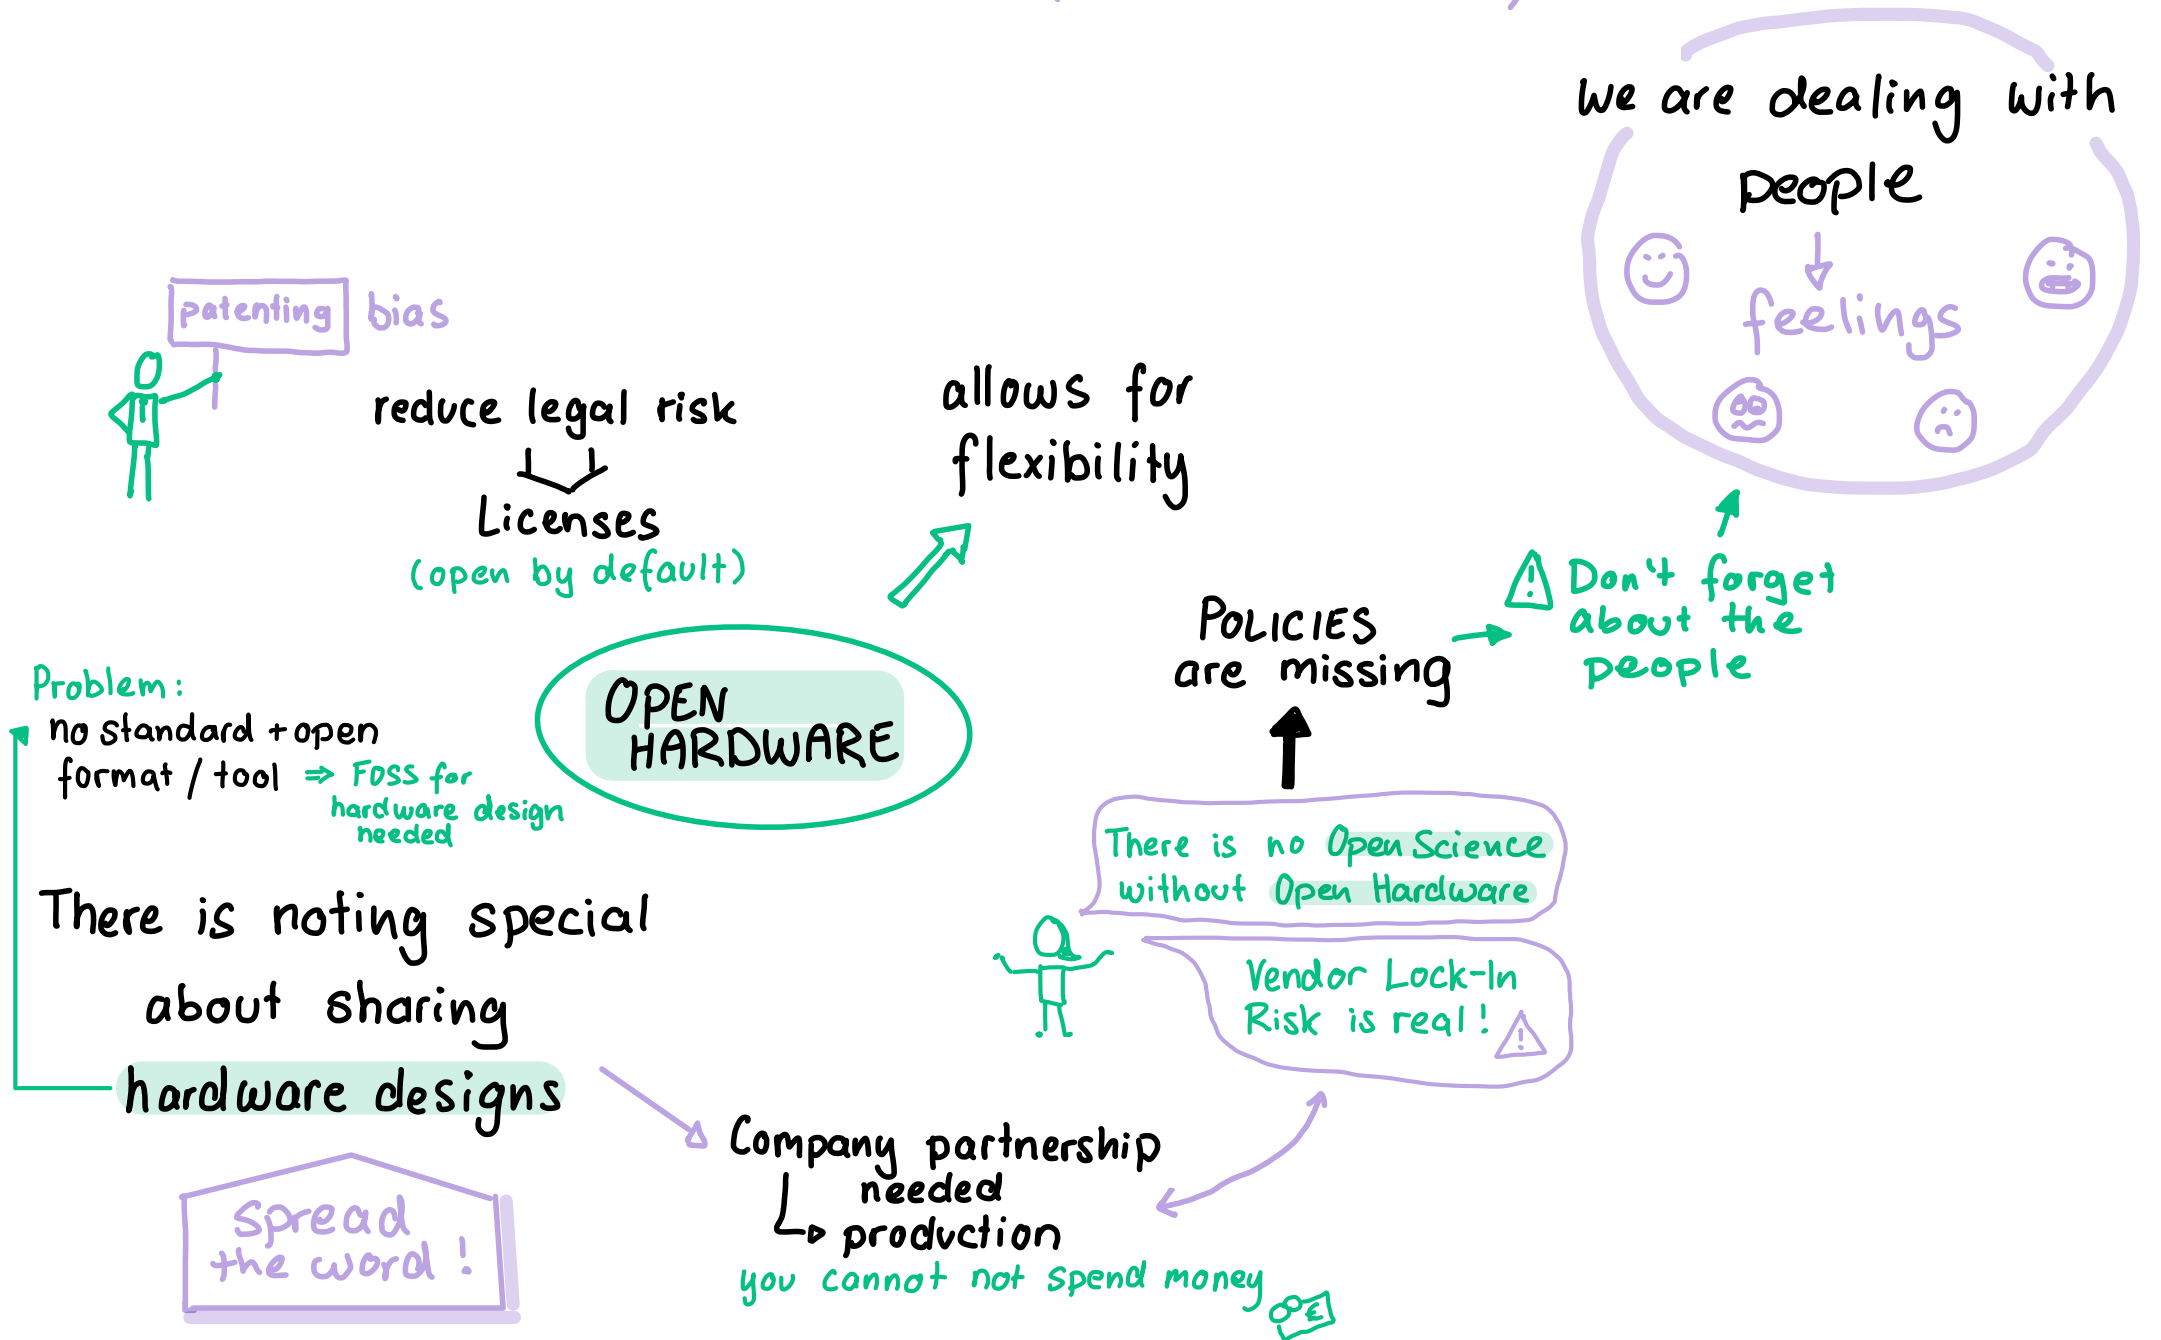 we are dealing with
people
feelings
patenting bias
reduce legal risk
Licenses
(open by default)
allows for
flexibility
OPEN
HARDWARE
POLICIES
are missing
Don't forget
about the
people
Problem:
no standard + open
format / tool ⇒ FOSS for
hardware design
needed
There is noting special
about sharing
hardware designs
spread
the word!
There is no Open Science
without Open Hardware
Vendor Lock-In
Risk is real!
Company partnership
needed
production
you cannot not spend money
€